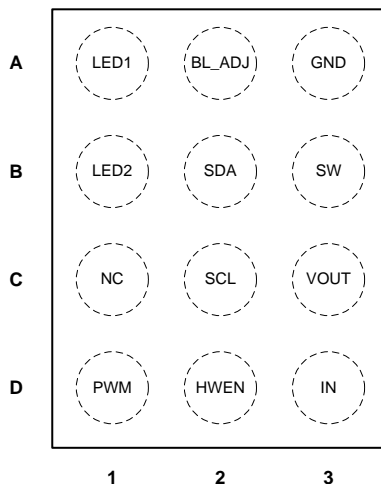 A LED1 BL_ADJ GND
B LED2 SDA SW
C NC SCL VOUT
D PWM HWEN IN
1 2 3